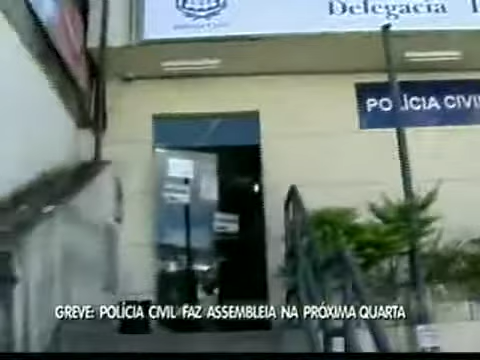 Delegacia
POLÍCIA CIVIL
GREVE: POLÍCIA CIVIL FAZ ASSEMBLEIA NA PRÓXIMA QUARTA